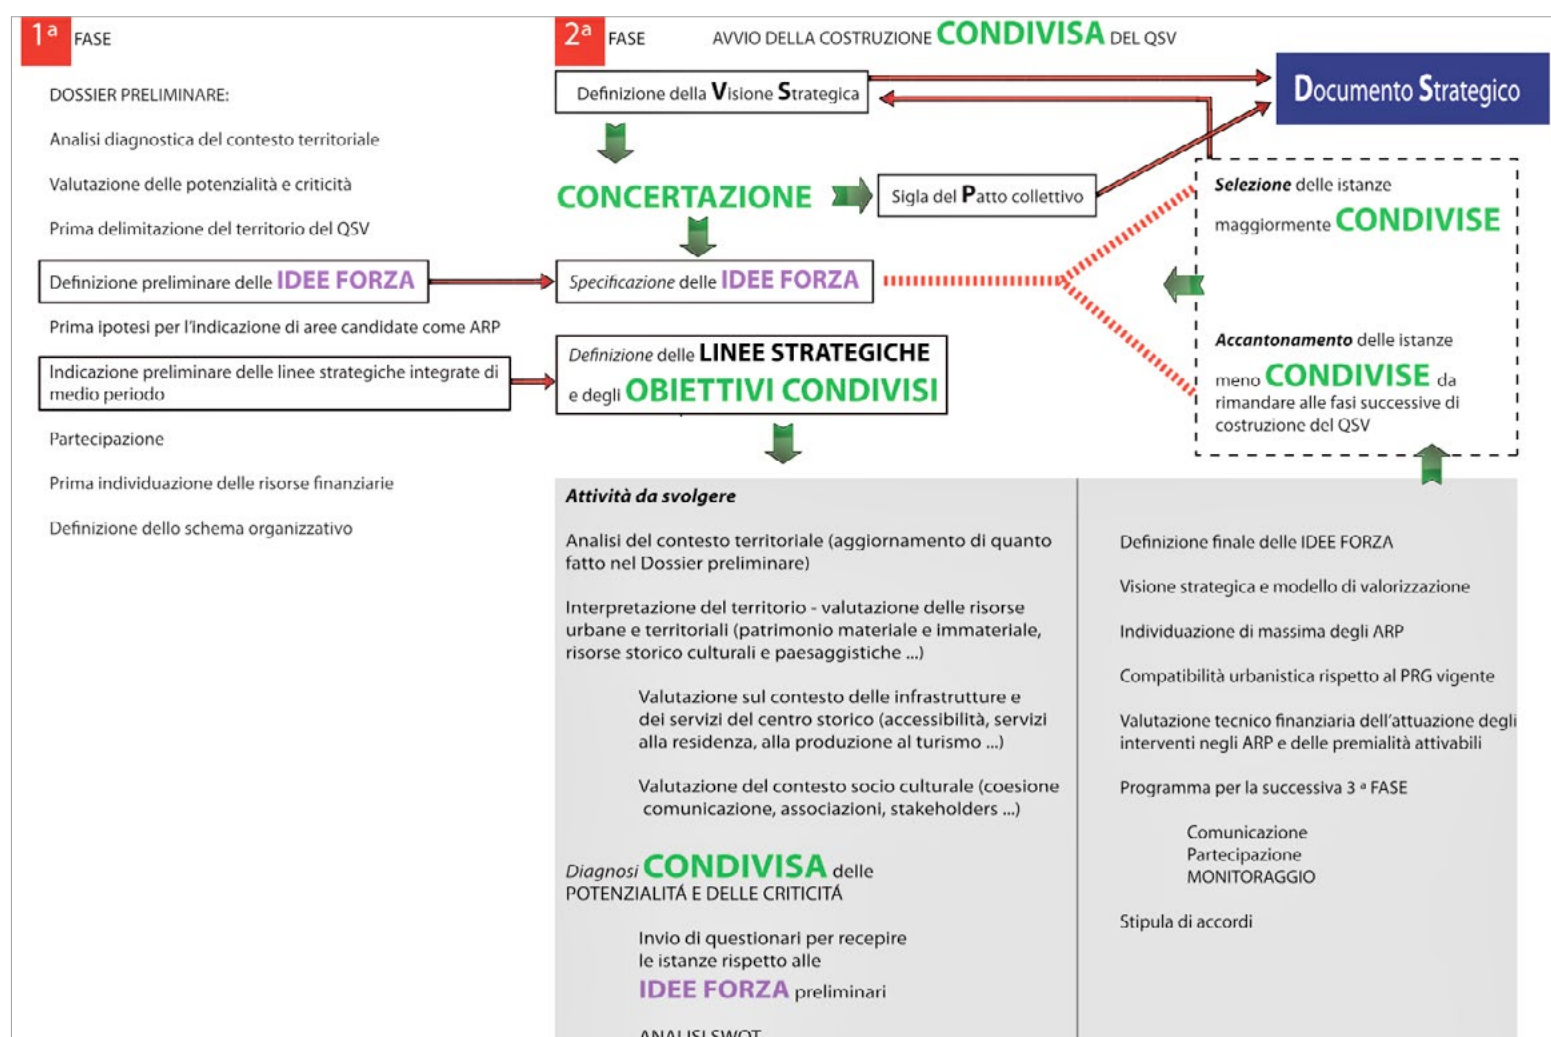 1ª FASE
DOSSIER PRELIMINARE:
Analisi diagnostica del contesto territoriale
Valutazione delle potenzialità e criticità
Prima delimitazione del territorio del QSV
Definizione preliminare delle IDEE FORZA
Prima ipotesi per l'indicazione di aree candidate come ARP
Indicazione preliminare delle linee strategiche integrate di
medio periodo
Partecipazione
Prima individuazione delle risorse finanziarie
Definizione dello schema organizzativo
2ª FASE AVVIO DELLA COSTRUZIONE CONDIVISA DEL QSV
Definizione della Visione Strategica
Documento Strategico
CONCERTAZIONE
Sigla del Patto collettivo
Specificazione delle IDEE FORZA
Definizione delle LINEE STRATEGICHE
e degli OBIETTIVI CONDIVISI
Selezione delle istanze
maggiormente CONDIVISE
Accantonamento delle istanze
meno CONDIVISE da
rimandare alle fasi successive di
costruzione del QSV
Attività da svolgere
Analisi del contesto territoriale (aggiornamento di quanto
fatto nel Dossier preliminare)
Interpretazione del territorio - valutazione delle risorse
urbane e territoriali (patrimonio materiale e immateriale,
risorse storico culturali e paesaggistiche ...)
Valutazione sul contesto delle infrastrutture e
dei servizi del centro storico (accessibilità, servizi
alla residenza, alla produzione al turismo ...)
Valutazione del contesto socio culturale (coesione
comunicazione, associazioni, stakeholders ...)
Diagnosi CONDIVISA delle
POTENZIALITÁ E DELLE CRITICITÁ
Invio di questionari per recepire
le istanze rispetto alle
IDEE FORZA preliminari
ANALISI SWOT
Definizione finale delle IDEE FORZA
Visione strategica e modello di valorizzazione
Individuazione di massima degli ARP
Compatibilità urbanistica rispetto al PRG vigente
Valutazione tecnico finanziaria dell'attuazione degli
interventi negli ARP e delle premialità attivabili
Programma per la successiva 3 ª FASE
Comunicazione
Partecipazione
MONITORAGGIO
Stipula di accordi